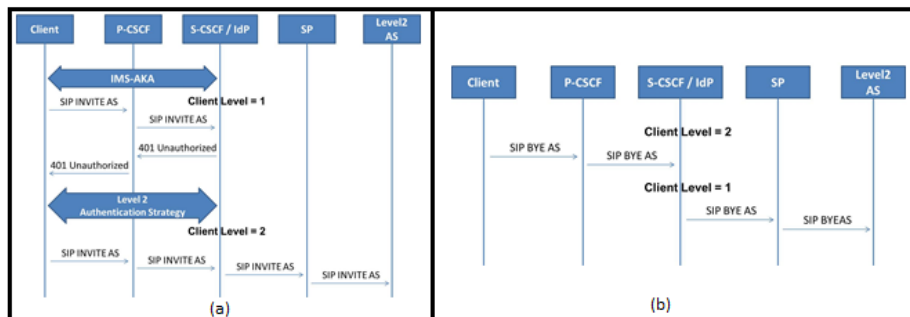 Client P-CSCF S-CSCF / IdP SP Level2 AS
IMS-AKA
Client Level = 1
SIP INVITE AS
SIP INVITE AS
401 Unauthorized
401 Unauthorized
Level 2
Authentication Strategy
Client Level = 2
SIP INVITE AS
SIP INVITE AS
SIP INVITE AS
SIP INVITE AS
(a)
Client P-CSCF S-CSCF / IdP SP Level2 AS
Client Level = 2
SIP BYE AS
SIP BYE AS
Client Level = 1
SIP BYE AS
SIP BYEAS
(b)